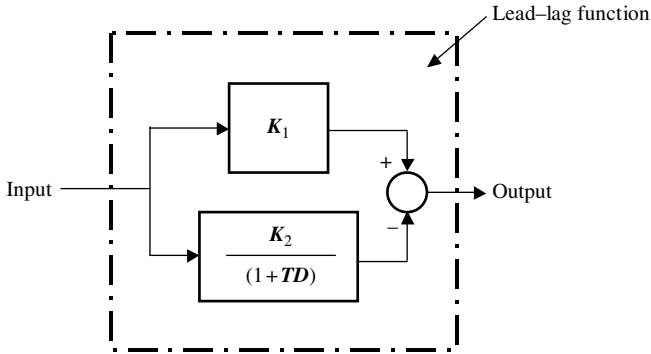 Lead–lag function
K₁
+
Input
Output
−
K₂
(1+TD)